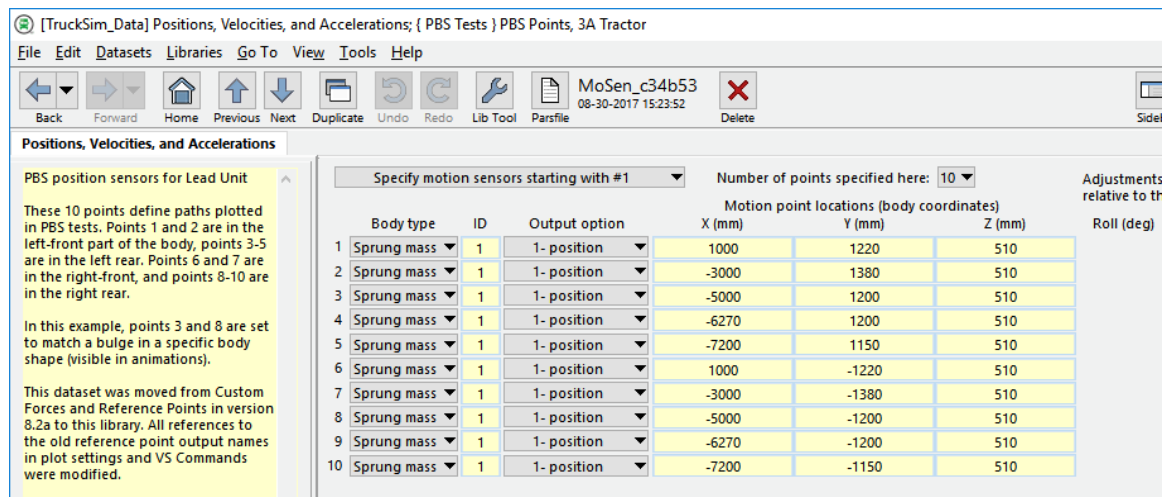 [TruckSim_Data] Positions, Velocities, and Accelerations; { PBS Tests } PBS Points, 3A Tractor
File Edit Datasets Libraries Go To View Tools Help
Back Forward Home Previous Next Duplicate Undo Redo Lib Tool Parsfile
MoSen_c34b53
08-30-2017 15:23:52
Delete
Positions, Velocities, and Accelerations
PBS position sensors for Lead Unit
These 10 points define paths plotted
in PBS tests. Points 1 and 2 are in the
left-front part of the body, points 3-5
are in the left rear. Points 6 and 7 are
in the right-front, and points 8-10 are
in the right rear.
In this example, points 3 and 8 are set
to match a bulge in a specific body
shape (visible in animations).
This dataset was moved from Custom
Forces and Reference Points in version
8.2a to this library. All references to
the old reference point output names
in plot settings and VS Commands
were modified.
Specify motion sensors starting with #1
Number of points specified here: 10
Adjustments
relative to th
Motion point locations (body coordinates)
Body type ID Output option X (mm) Y (mm) Z (mm) Roll (deg)
1 Sprung mass 1 1- position 1000 1220 510
2 Sprung mass 1 1- position -3000 1380 510
3 Sprung mass 1 1- position -5000 1200 510
4 Sprung mass 1 1- position -6270 1200 510
5 Sprung mass 1 1- position -7200 1150 510
6 Sprung mass 1 1- position 1000 -1220 510
7 Sprung mass 1 1- position -3000 -1380 510
8 Sprung mass 1 1- position -5000 -1200 510
9 Sprung mass 1 1- position -6270 -1200 510
10 Sprung mass 1 1- position -7200 -1150 510